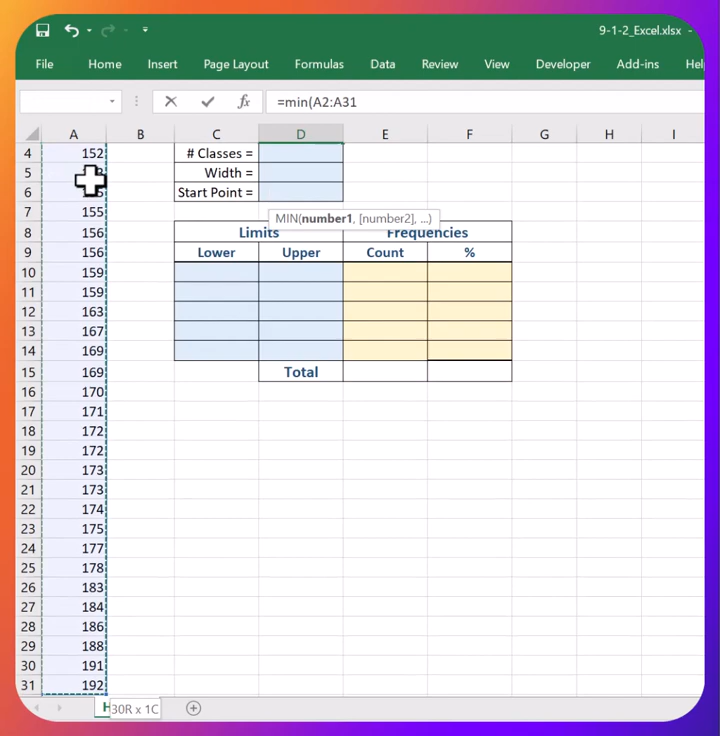 9-1-2_Excel.xlsx -
File Home Insert Page Layout Formulas Data Review View Developer Add-ins Hel
fx =min(A2:A31
A B C D E F G H I
4 152 # Classes =
5 Width =
6 Start Point =
7 155
MIN(number1, [number2], ...)
8 156 Limits Frequencies
9 156 Lower Upper Count %
10 159
11 159
12 163
13 167
14 169
15 169 Total
16 170
17 171
18 172
19 172
20 173
21 173
22 174
23 175
24 177
25 178
26 183
27 184
28 186
29 188
30 191
31 192
H 30R x 1C